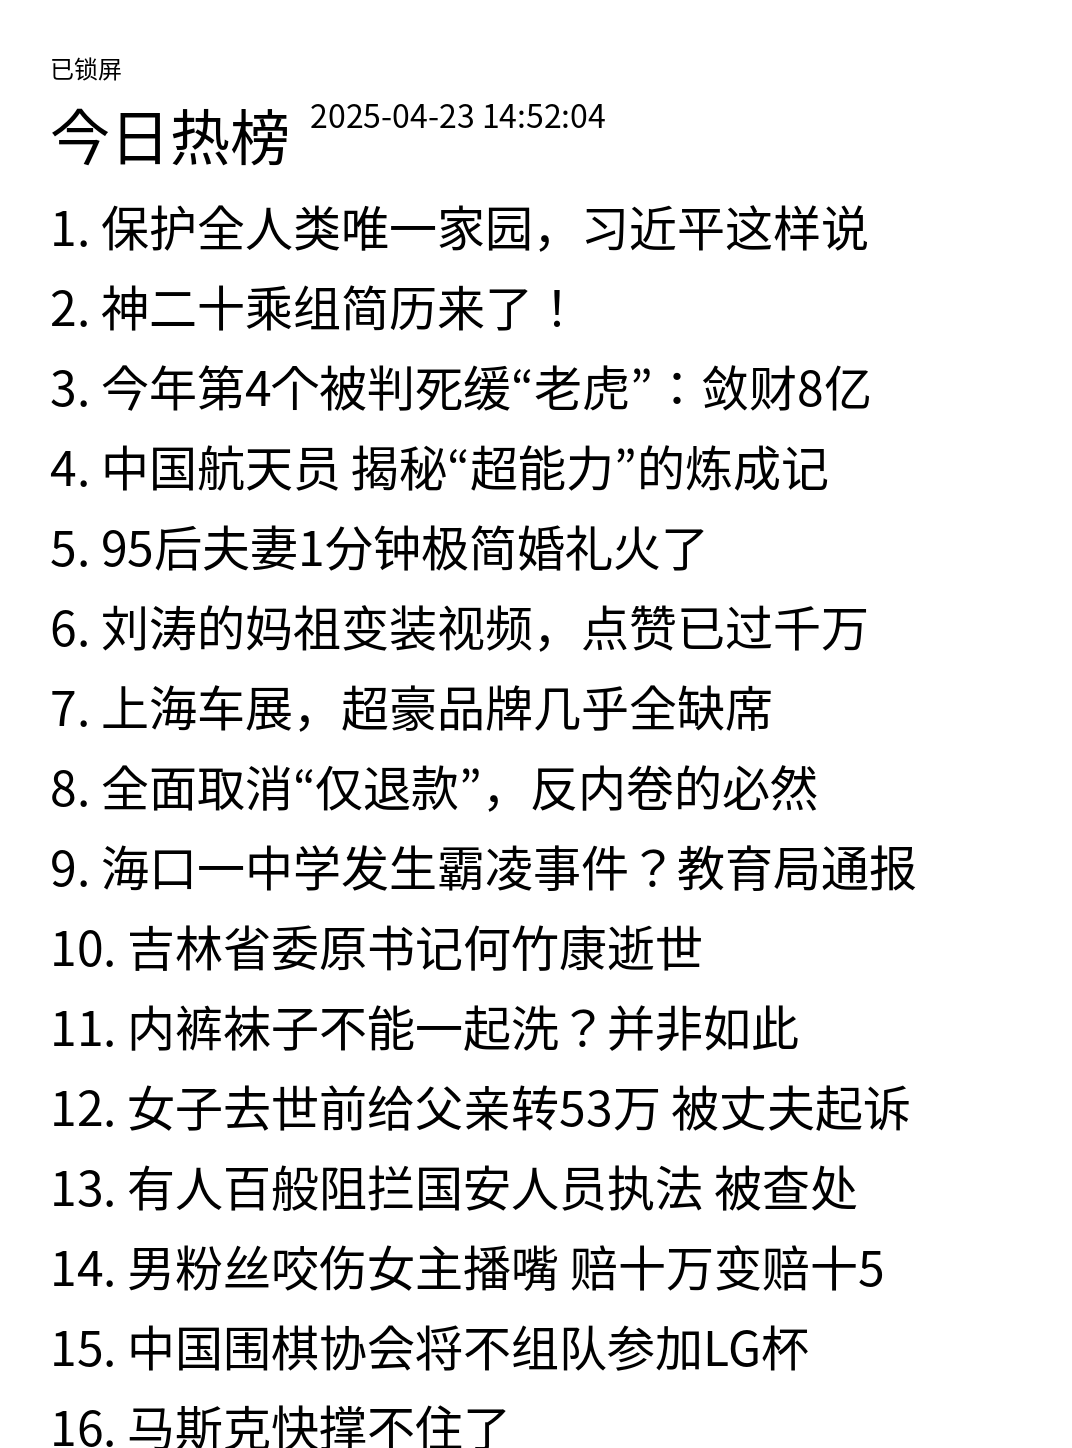 已锁屏
今日热榜 2025-04-23 14:52:04
1. 保护全人类唯一家园，习近平这样说
2. 神二十乘组简历来了！
3. 今年第4个被判死缓“老虎”：敛财8亿
4. 中国航天员 揭秘“超能力”的炼成记
5. 95后夫妻1分钟极简婚礼火了
6. 刘涛的妈祖变装视频，点赞已过千万
7. 上海车展，超豪品牌几乎全缺席
8. 全面取消“仅退款”，反内卷的必然
9. 海口一中学发生霸凌事件？教育局通报
10. 吉林省委原书记何竹康逝世
11. 内裤袜子不能一起洗？并非如此
12. 女子去世前给父亲转53万 被丈夫起诉
13. 有人百般阻拦国安人员执法 被查处
14. 男粉丝咬伤女主播嘴 赔十万变赔十5
15. 中国围棋协会将不组队参加LG杯
16. 马斯克快撑不住了